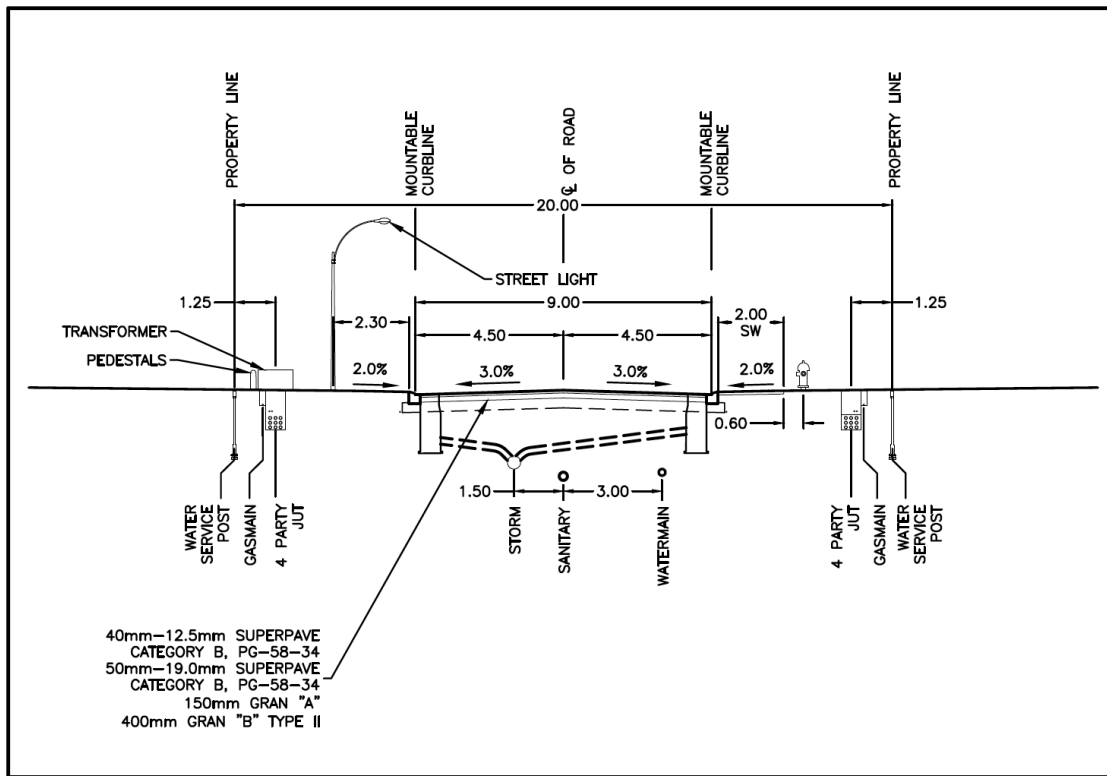 PROPERTY LINE
MOUNTABLE
CURBLINE
℄ OF ROAD
MOUNTABLE
CURBLINE
PROPERTY LINE
20.00
STREET LIGHT
1.25
9.00
2.00
SW
1.25
TRANSFORMER
2.30
4.50
4.50
PEDESTALS
2.0%
3.0%
3.0%
2.0%
0.60
1.50
3.00
WATER
SERVICE
POST
GASMAIN
4 PARTY
JUT
STORM
SANITARY
WATERMAIN
4 PARTY
JUT
GASMAIN
WATER
SERVICE
POST
40mm–12.5mm SUPERPAVE
CATEGORY B, PG–58–34
50mm–19.0mm SUPERPAVE
CATEGORY B, PG–58–34
150mm GRAN "A"
400mm GRAN "B" TYPE II